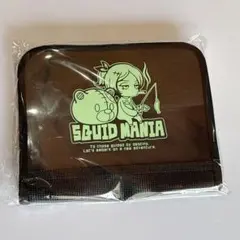 SQUID MANIA
To those guided by destiny.
Let's embark on a new adventure.